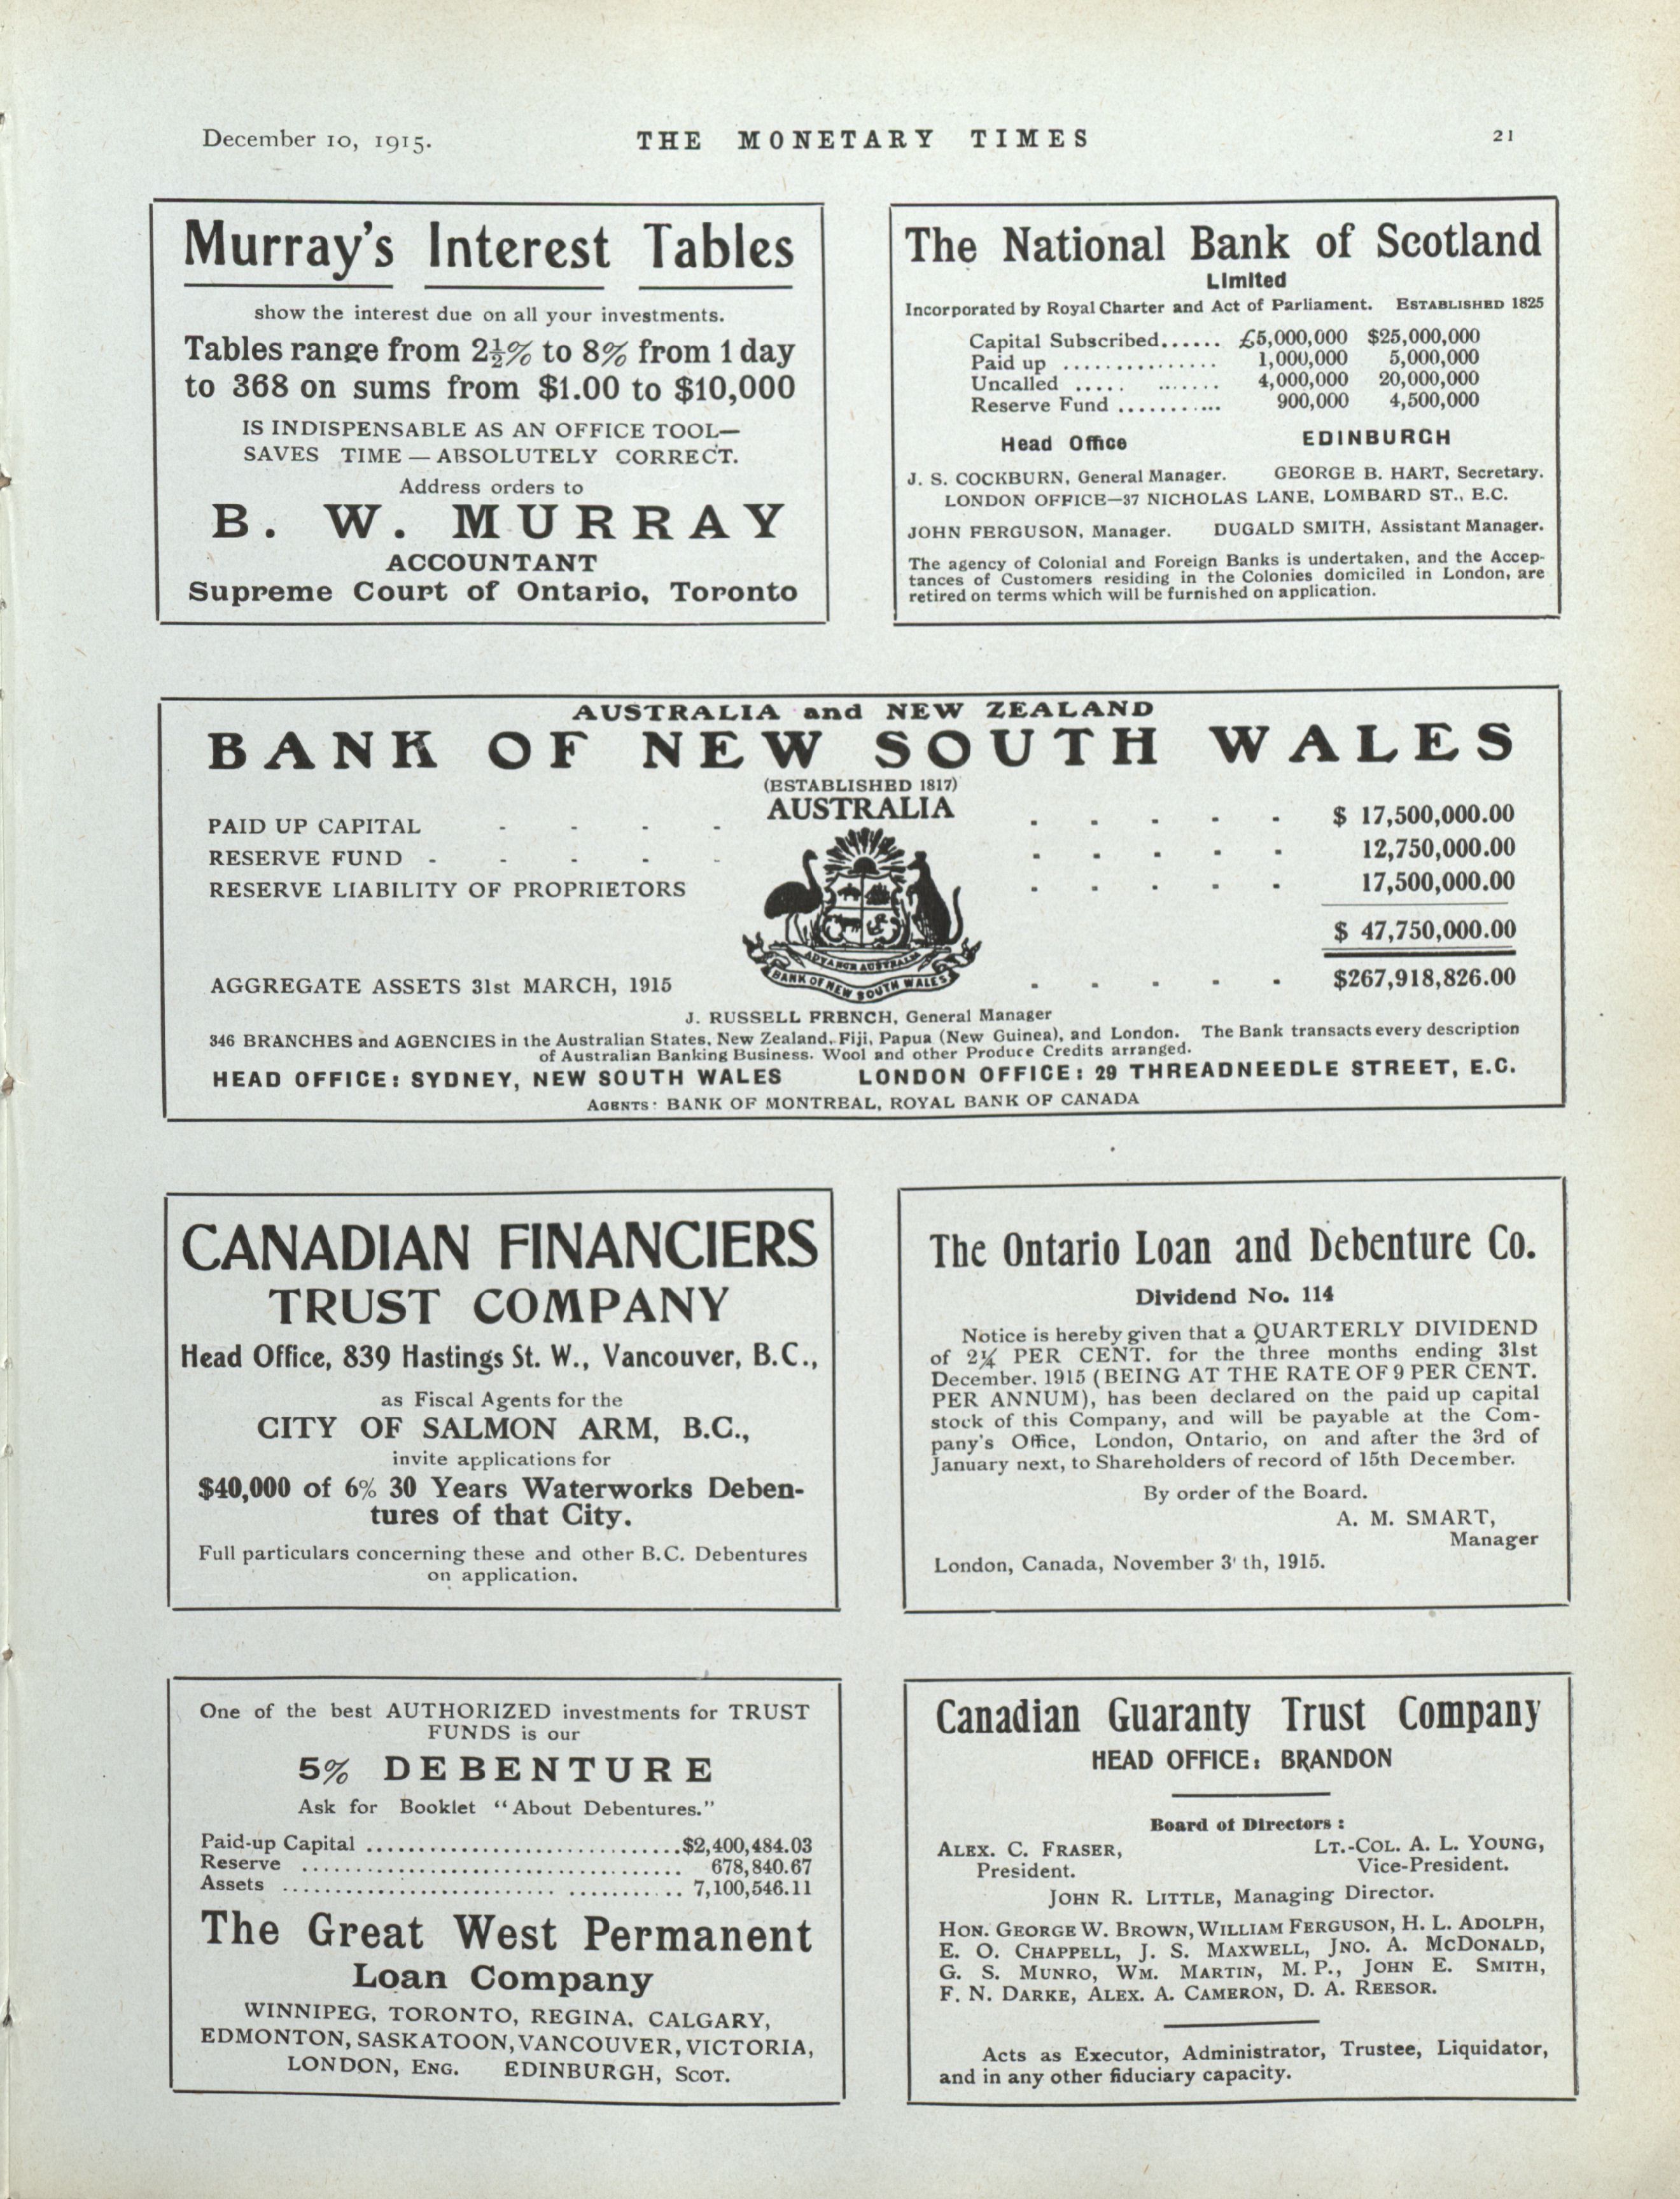 December 10, 1915.
THE MONETARY TIMES
21
Murray's Interest Tables
show the interest due on all your investments.
Tables range from 2½% to 8% from 1 day
to 368 on sums from $1.00 to $10,000
IS INDISPENSABLE AS AN OFFICE TOOL—
SAVES TIME — ABSOLUTELY CORRECT.
Address orders to
B. W. MURRAY
ACCOUNTANT
Supreme Court of Ontario, Toronto
The National Bank of Scotland
Limited
Incorporated by Royal Charter and Act of Parliament. ESTABLISHED 1825
Capital Subscribed...... £5,000,000 $25,000,000
Paid up ............... 1,000,000 5,000,000
Uncalled ..... ....... 4,000,000 20,000,000
Reserve Fund ........... 900,000 4,500,000
Head Office EDINBURGH
J. S. COCKBURN, General Manager. GEORGE B. HART, Secretary.
LONDON OFFICE—37 NICHOLAS LANE, LOMBARD ST., E.C.
JOHN FERGUSON, Manager. DUGALD SMITH, Assistant Manager.
The agency of Colonial and Foreign Banks is undertaken, and the Accep-
tances of Customers residing in the Colonies domiciled in London, are
retired on terms which will be furnished on application.
AUSTRALIA and NEW ZEALAND
BANK OF NEW SOUTH WALES
(ESTABLISHED 1817)
AUSTRALIA
PAID UP CAPITAL - - - - - - - - - $ 17,500,000.00
RESERVE FUND - - - - - - - - - - 12,750,000.00
RESERVE LIABILITY OF PROPRIETORS - - - - - 17,500,000.00
$ 47,750,000.00
ADVANCE AUSTRALIA
BANK OF NEW SOUTH WALES
AGGREGATE ASSETS 31st MARCH, 1915 - - - - - $267,918,826.00
J. RUSSELL FRENCH, General Manager
346 BRANCHES and AGENCIES in the Australian States, New Zealand, Fiji, Papua (New Guinea), and London. The Bank transacts every description
of Australian Banking Business. Wool and other Produce Credits arranged.
HEAD OFFICE: SYDNEY, NEW SOUTH WALES LONDON OFFICE: 29 THREADNEEDLE STREET, E.C.
AGENTS: BANK OF MONTREAL, ROYAL BANK OF CANADA
CANADIAN FINANCIERS
TRUST COMPANY
Head Office, 839 Hastings St. W., Vancouver, B.C.,
as Fiscal Agents for the
CITY OF SALMON ARM, B.C.,
invite applications for
$40,000 of 6% 30 Years Waterworks Deben-
tures of that City.
Full particulars concerning these and other B.C. Debentures
on application.
The Ontario Loan and Debenture Co.
Dividend No. 114
Notice is hereby given that a QUARTERLY DIVIDEND
of 2¼ PER CENT. for the three months ending 31st
December, 1915 (BEING AT THE RATE OF 9 PER CENT.
PER ANNUM), has been declared on the paid up capital
stock of this Company, and will be payable at the Com-
pany's Office, London, Ontario, on and after the 3rd of
January next, to Shareholders of record of 15th December.
By order of the Board.
A. M. SMART,
Manager
London, Canada, November th, 1915.
One of the best AUTHORIZED investments for TRUST
FUNDS is our
5% DEBENTURE
Ask for Booklet "About Debentures."
Paid-up Capital ................................$2,400,484.03
Reserve ...................................... 678,840.67
Assets ........................... ........... 7,100,546.11
The Great West Permanent
Loan Company
WINNIPEG, TORONTO, REGINA, CALGARY,
EDMONTON, SASKATOON, VANCOUVER, VICTORIA,
LONDON, ENG. EDINBURGH, SCOT.
Canadian Guaranty Trust Company
HEAD OFFICE: BRANDON
Board of Directors:
ALEX. C. FRASER, LT.-COL. A. L. YOUNG,
President. Vice-President.
JOHN R. LITTLE, Managing Director.
HON. GEORGE W. BROWN, WILLIAM FERGUSON, H. L. ADOLPH,
E. O. CHAPPELL, J. S. MAXWELL, JNO. A. MCDONALD,
G. S. MUNRO, WM. MARTIN, M. P., JOHN E. SMITH,
F. N. DARKE, ALEX. A. CAMERON, D. A. REESOR.
Acts as Executor, Administrator, Trustee, Liquidator,
and in any other fiduciary capacity.